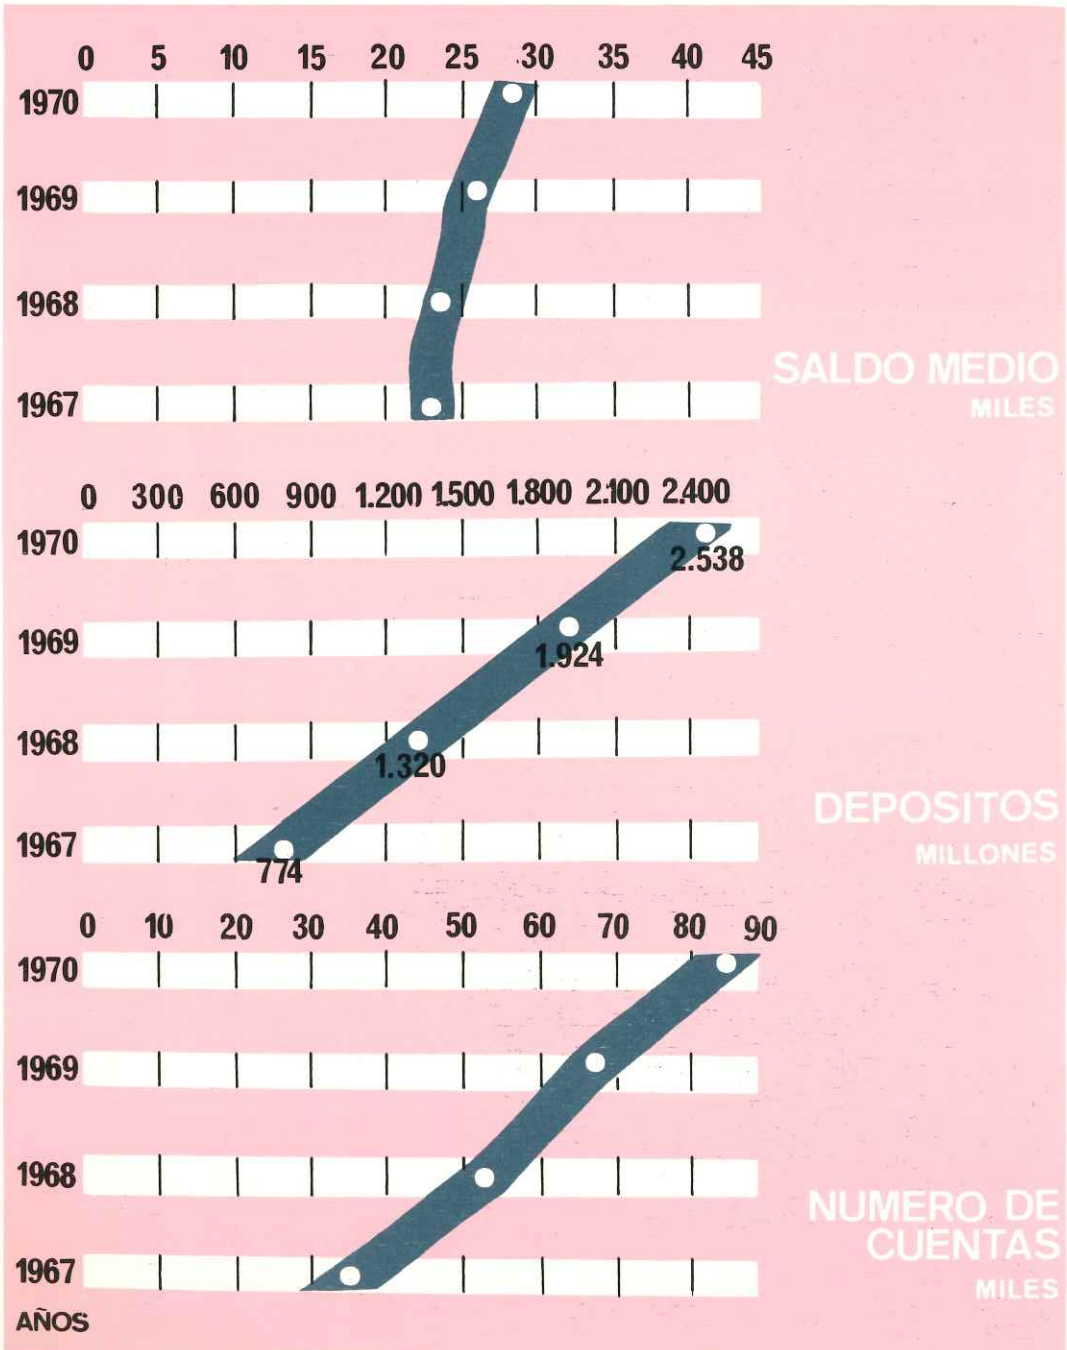 0 5 10 15 20 25 30 35 40 45
1970
1969
1968
1967
SALDO MEDIO
MILES
0 300 600 900 1.200 1.500 1.800 2.100 2.400
1970
2.538
1969
1.924
1968
1.320
1967
774
DEPOSITOS
MILLONES
0 10 20 30 40 50 60 70 80 90
1970
1969
1968
1967
NUMERO DE
CUENTAS
MILES
AÑOS